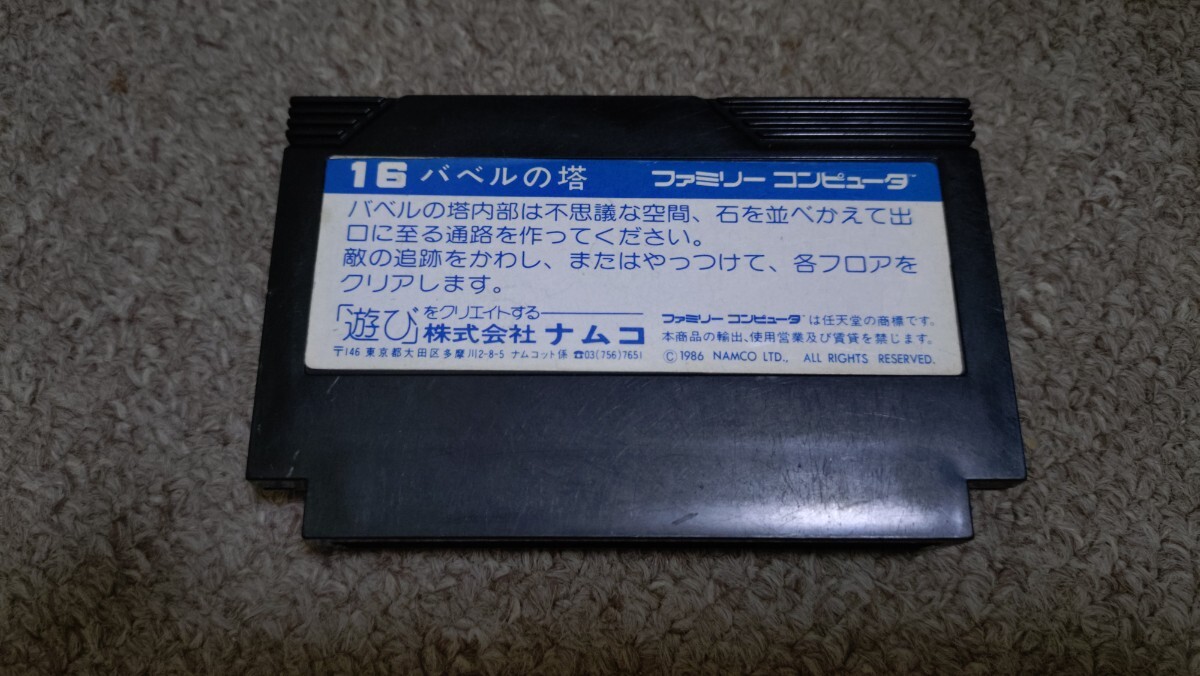 16 バベルの塔 ファミリー コンピュータ™
バベルの塔内部は不思議な空間、石を並べかえて出
口に至る通路を作ってください。
敵の追跡をかわし、またはやっつけて、各フロアを
クリアします。
「遊び」をクリエイトする
株式会社 ナムコ
〒146 東京都大田区多摩川2-8-5 ナムコット係 ☎03(756)7651
ファミリー コンピュータ™ は任天堂の商標です。
本商品の輸出、使用営業及び賃貸を禁じます。
©1986 NAMCO LTD., ALL RIGHTS RESERVED.